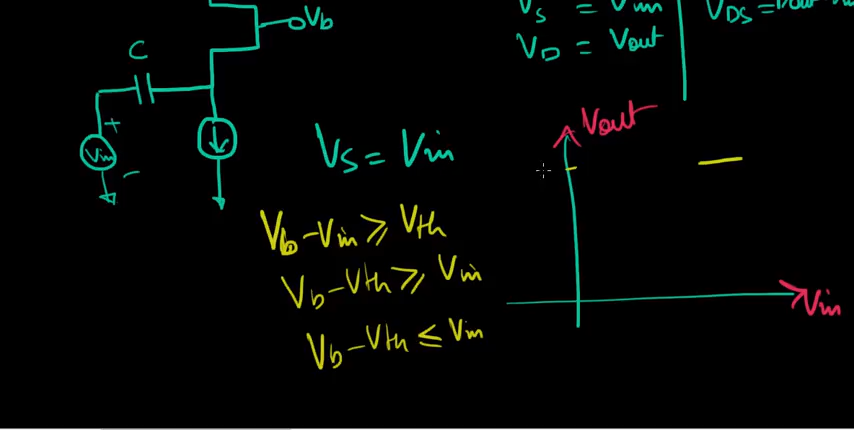 Vb
C
+
Vin
-
VS = Vin
Vb - Vin ≥ Vth
Vb - Vth ≥ Vin
Vb - Vth ≤ Vin
VS = Vin
VD = Vout
VDS = Vout
Vout
Vin